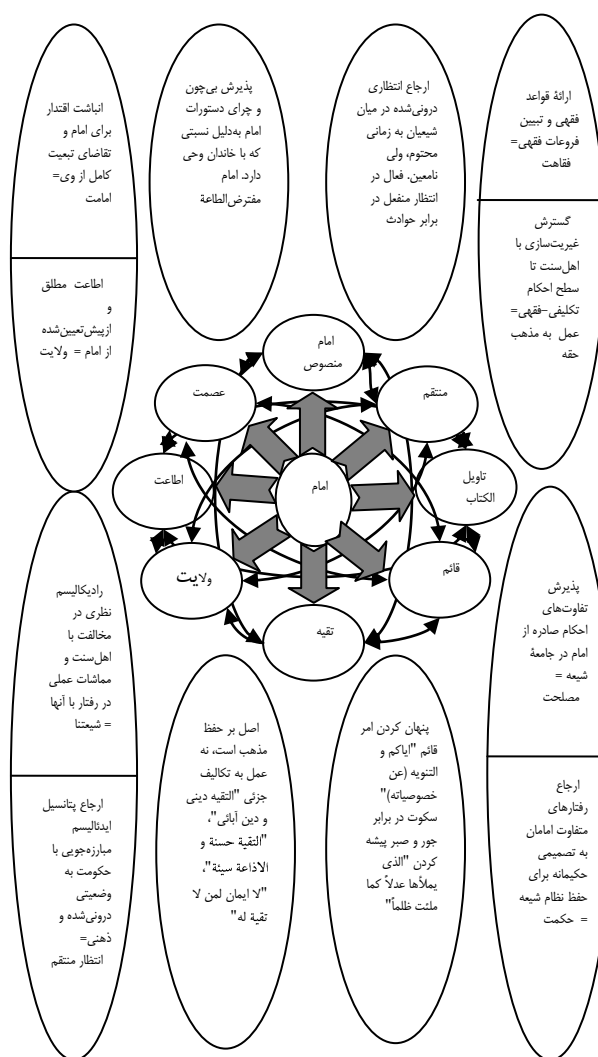 ارائهٔ قواعد
فقهی و تبیین
فروعات فقهی=
فقاهت
گسترش
غیریت‌سازی با
اهل‌سنت تا
سطح احکام
تکلیفی–فقهی=
عمل به مذهب
حقه
ارجاع انتظاری
درونی‌شده در میان
شیعیان به زمانی
محتوم، ولی
نامعین. فعال در
انتظار منفعل در
برابر حوادث
پذیرش بی‌چون
و چرای دستورات
امام به‌دلیل نسبتی
که با خاندان وحی
دارد. امام
مفترض‌الطاعة
انباشت اقتدار
برای امام و
تقاضای تبعیت
کامل از وی=
امامت
اطاعت مطلق
و
ازپیش‌تعیین‌شده
از امام = ولایت
امام
منصوص
منتقم
عصمت
تاویل
الکتاب
امام
اطاعت
قائم
ولایت
تقیه
پذیرش
تفاوت‌های
احکام صادره از
امام در جامعهٔ
شیعه =
مصلحت
ارجاع
رفتارهای
متفاوت امامان
به تصمیمی
حکیمانه برای
حفظ نظام شیعه
= حکمت
پنهان کردن امر
قائم "ایاکم و
التنویه (عن
خصوصیاته)"
سکوت در برابر
جور و صبر پیشه
کردن "الذی
یملأها عدلاً کما
ملئت ظلماً"
اصل بر حفظ
مذهب است، نه
عمل به تکالیف
جزئی "التقیه دینی
و دین آبائی"،
"التقیة حسنة و
الاذاعة سیئة"،
"لا ایمان لمن لا
تقیة له"
رادیکالیسم
نظری در
مخالفت با
اهل‌سنت و
مماشات عملی
در رفتار با آنها
= شیعتنا
ارجاع پتانسیل
ایدئالیسم
مبارزه‌جویی با
حکومت به
وضعیتی
درونی‌شده و
ذهنی=
انتظار منتقم